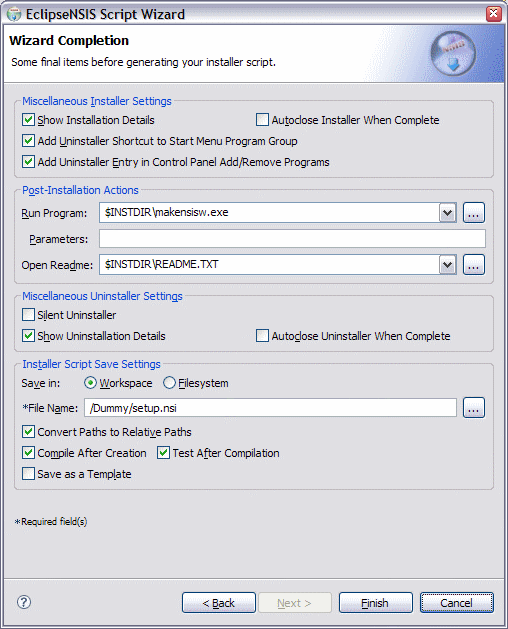 EclipseNSIS Script Wizard
Wizard Completion
Some final items before generating your installer script.
Miscellaneous Installer Settings
Show Installation Details Autoclose Installer When Complete
Add Uninstaller Shortcut to Start Menu Program Group
Add Uninstaller Entry in Control Panel Add/Remove Programs
Post-Installation Actions
Run Program: $INSTDIR\makensisw.exe ...
Parameters:
Open Readme: $INSTDIR\README.TXT ...
Miscellaneous Uninstaller Settings
Silent Uninstaller
Show Uninstallation Details Autoclose Uninstaller When Complete
Installer Script Save Settings
Save in: Workspace Filesystem
*File Name: /Dummy/setup.nsi ...
Convert Paths to Relative Paths
Compile After Creation Test After Compilation
Save as a Template
*Required field(s)
? < Back Next > Finish Cancel